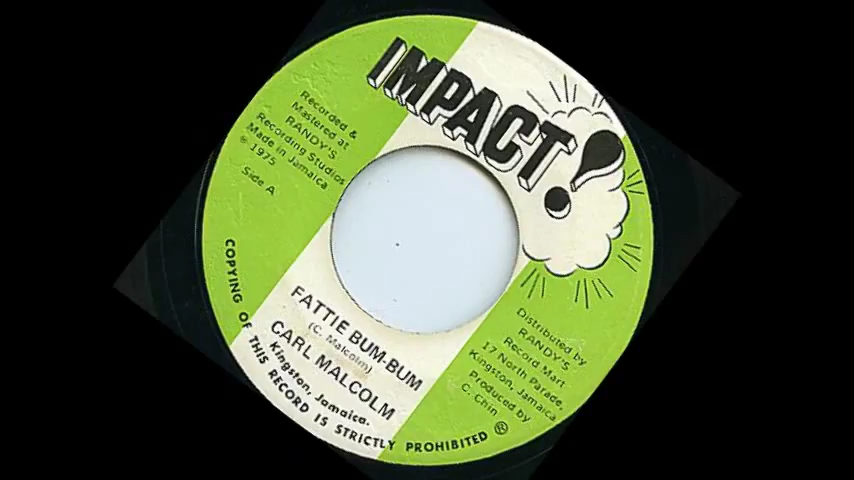 IMPACT!
Recorded &
Mastered at
RANDY'S
Recording Studios
Made in Jamaica
℗ 1975
Side A
FATTIE BUM-BUM
(C. Malcolm)
CARL MALCOLM
Kingston, Jamaica.
Distributed by
RANDY'S
Record Mart
17 North Parade,
Kingston, Jamaica
Produced by
C. Chin
COPYING OF THIS RECORD IS STRICTLY PROHIBITED ®